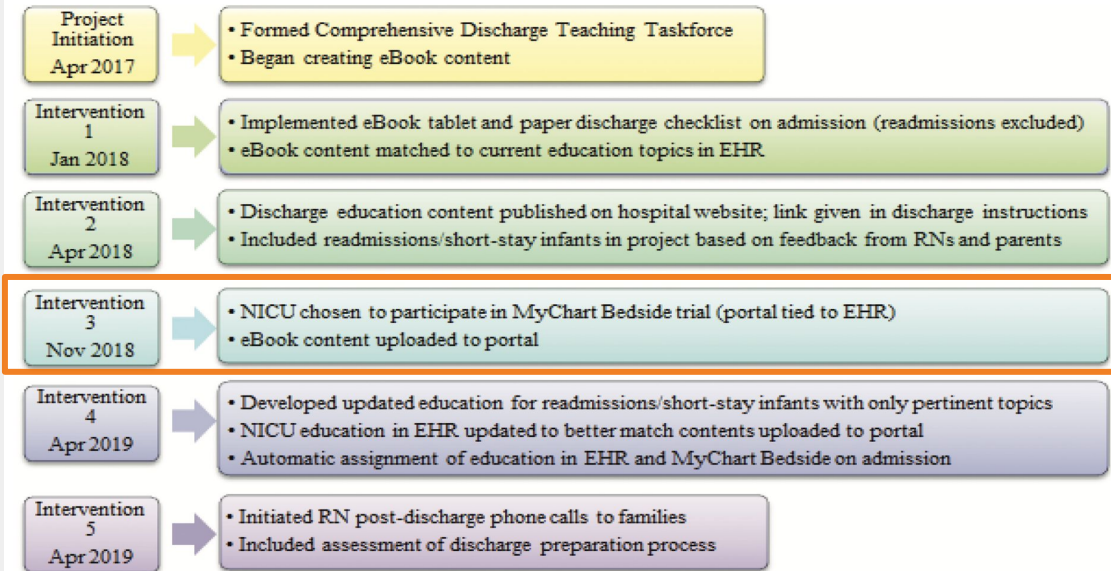 Project
Initiation
Apr 2017
• Formed Comprehensive Discharge Teaching Taskforce
• Began creating eBook content
Intervention
1
Jan 2018
• Implemented eBook tablet and paper discharge checklist on admission (readmissions excluded)
• eBook content matched to current education topics in EHR
Intervention
2
Apr 2018
• Discharge education content published on hospital website; link given in discharge instructions
• Included readmissions/short-stay infants in project based on feedback from RNs and parents
Intervention
3
Nov 2018
• NICU chosen to participate in MyChart Bedside trial (portal tied to EHR)
• eBook content uploaded to portal
Intervention
4
Apr 2019
• Developed updated education for readmissions/short-stay infants with only pertinent topics
• NICU education in EHR updated to better match contents uploaded to portal
• Automatic assignment of education in EHR and MyChart Bedside on admission
Intervention
5
Apr 2019
• Initiated RN post-discharge phone calls to families
• Included assessment of discharge preparation process